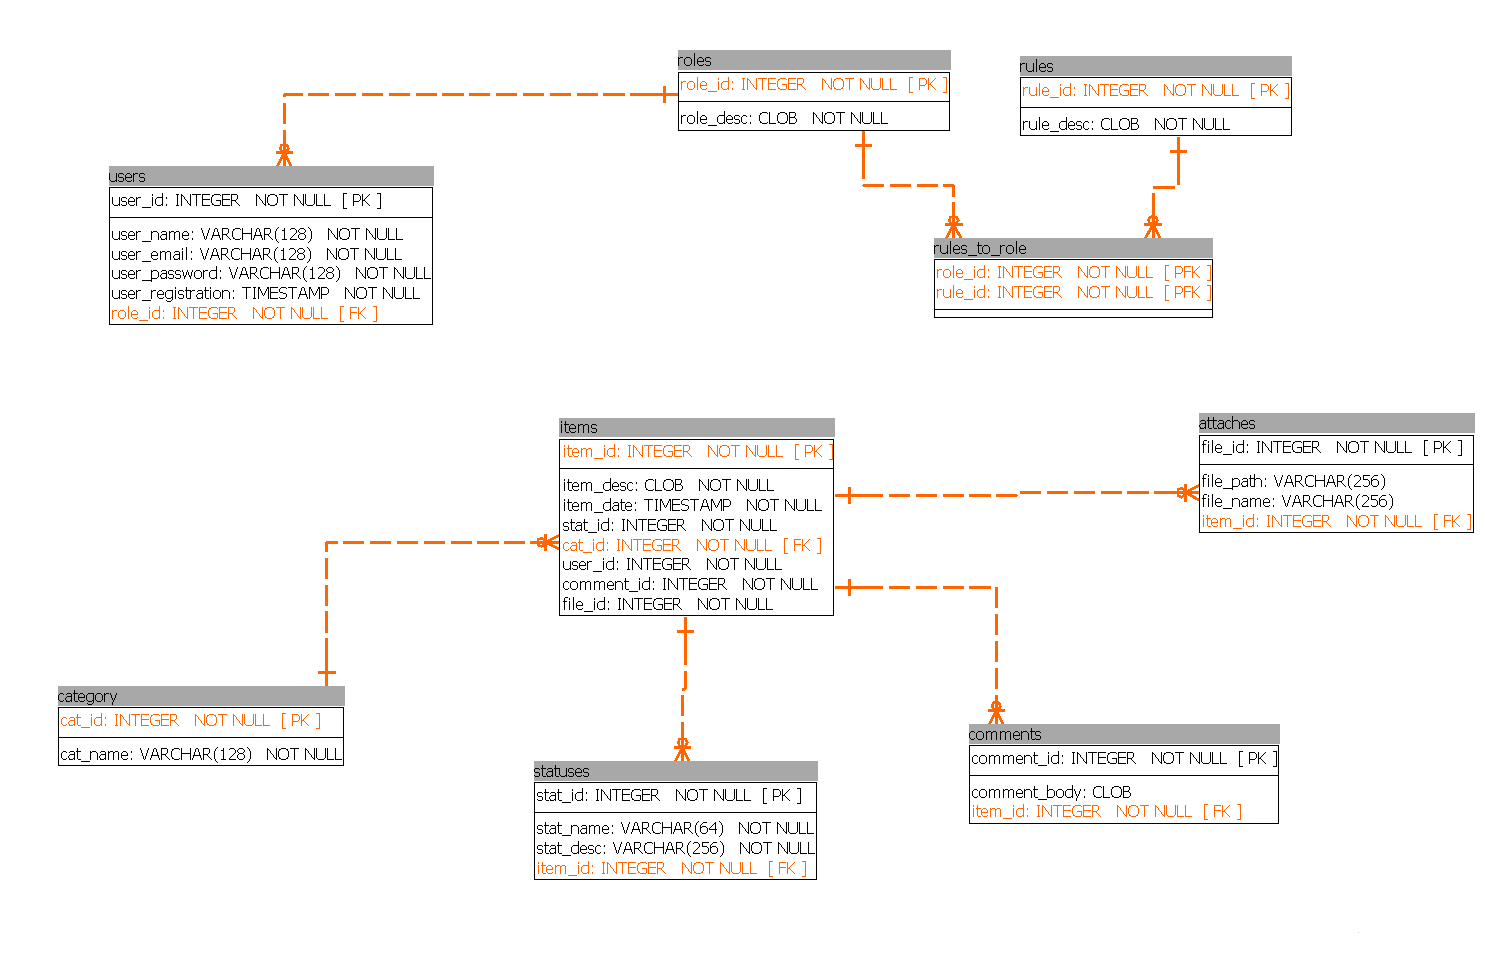 roles
role_id: INTEGER NOT NULL [ PK ]
role_desc: CLOB NOT NULL
rules
rule_id: INTEGER NOT NULL [ PK ]
rule_desc: CLOB NOT NULL
users
user_id: INTEGER NOT NULL [ PK ]
user_name: VARCHAR(128) NOT NULL
user_email: VARCHAR(128) NOT NULL
user_password: VARCHAR(128) NOT NULL
user_registration: TIMESTAMP NOT NULL
role_id: INTEGER NOT NULL [ FK ]
rules_to_role
role_id: INTEGER NOT NULL [ PFK ]
rule_id: INTEGER NOT NULL [ PFK ]
items
item_id: INTEGER NOT NULL [ PK ]
item_desc: CLOB NOT NULL
item_date: TIMESTAMP NOT NULL
stat_id: INTEGER NOT NULL
cat_id: INTEGER NOT NULL [ FK ]
user_id: INTEGER NOT NULL
comment_id: INTEGER NOT NULL
file_id: INTEGER NOT NULL
attaches
file_id: INTEGER NOT NULL [ PK ]
file_path: VARCHAR(256)
file_name: VARCHAR(256)
item_id: INTEGER NOT NULL [ FK ]
category
cat_id: INTEGER NOT NULL [ PK ]
cat_name: VARCHAR(128) NOT NULL
statuses
stat_id: INTEGER NOT NULL [ PK ]
stat_name: VARCHAR(64) NOT NULL
stat_desc: VARCHAR(256) NOT NULL
item_id: INTEGER NOT NULL [ FK ]
comments
comment_id: INTEGER NOT NULL [ PK ]
comment_body: CLOB
item_id: INTEGER NOT NULL [ FK ]